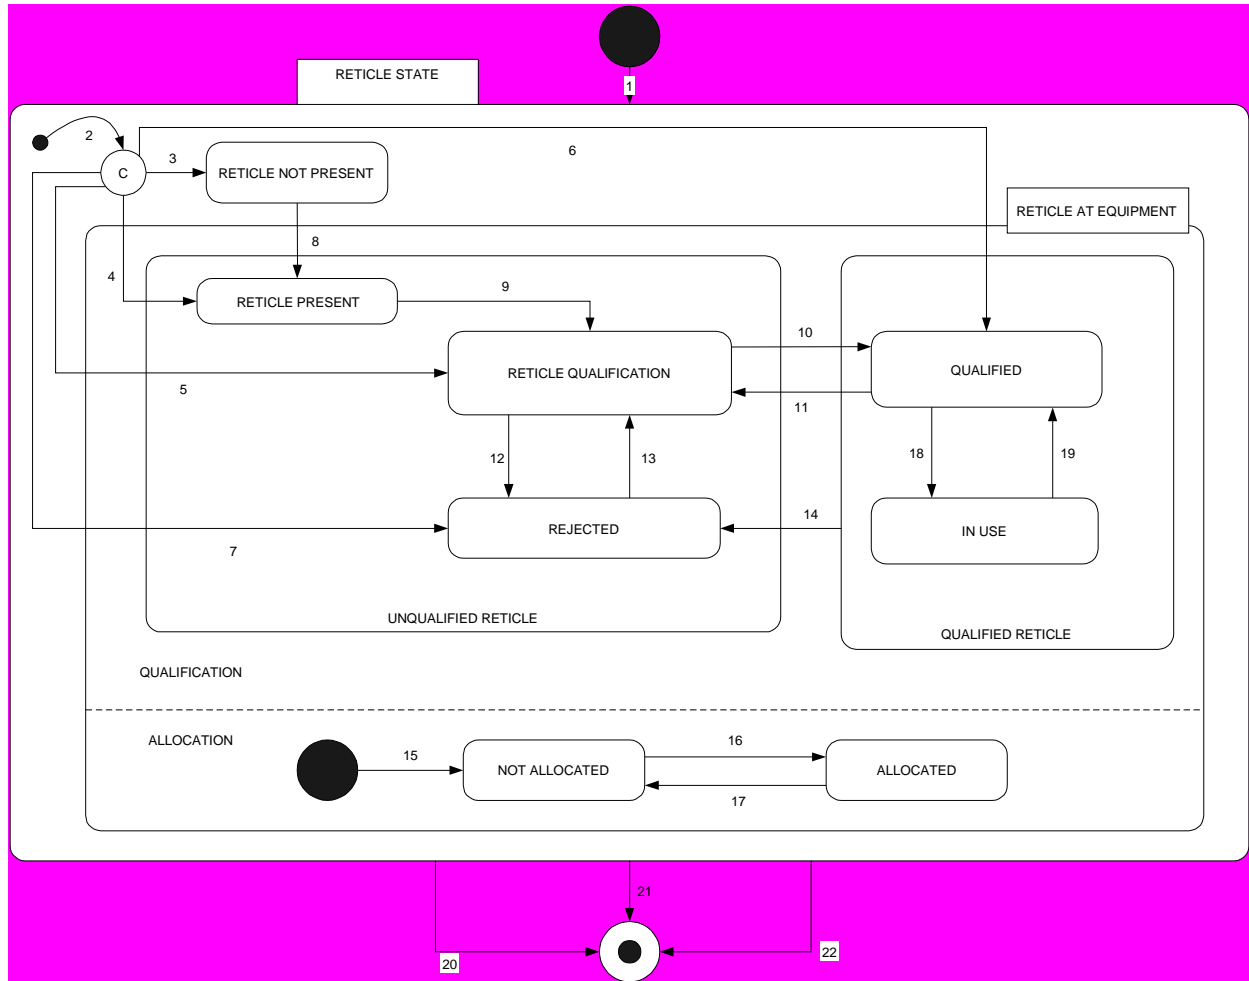 1
RETICLE STATE
2
6
3
C
RETICLE NOT PRESENT
RETICLE AT EQUIPMENT
8
4
9
RETICLE PRESENT
10
RETICLE QUALIFICATION
QUALIFIED
5
11
12
13
18
19
14
REJECTED
IN USE
7
UNQUALIFIED RETICLE
QUALIFIED RETICLE
QUALIFICATION
ALLOCATION
15
16
NOT ALLOCATED
ALLOCATED
17
21
20
22